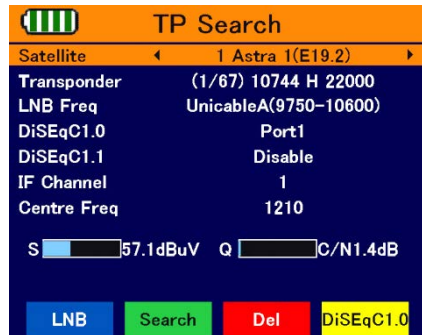 TP Search
Satellite 1 Astra 1(E19.2)
Transponder (1/67) 10744 H 22000
LNB Freq UnicableA(9750-10600)
DiSEqC1.0 Port1
DiSEqC1.1 Disable
IF Channel 1
Centre Freq 1210
S 57.1dBuV Q C/N1.4dB
LNB Search Del DiSEqC1.0